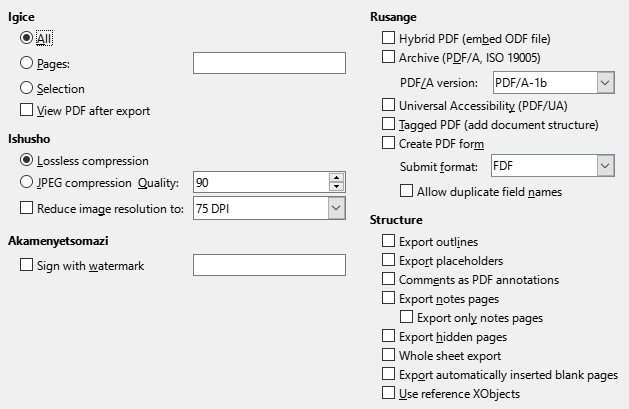 Igice
All
Pages:
Selection
View PDF after export
Ishusho
Lossless compression
JPEG compression Quality: 90
Reduce image resolution to: 75 DPI
Akamenyetsomazi
Sign with watermark
Rusange
Hybrid PDF (embed ODF file)
Archive (PDF/A, ISO 19005)
PDF/A version: PDF/A-1b
Universal Accessibility (PDF/UA)
Tagged PDF (add document structure)
Create PDF form
Submit format: FDF
Allow duplicate field names
Structure
Export outlines
Export placeholders
Comments as PDF annotations
Export notes pages
Export only notes pages
Export hidden pages
Whole sheet export
Export automatically inserted blank pages
Use reference XObjects